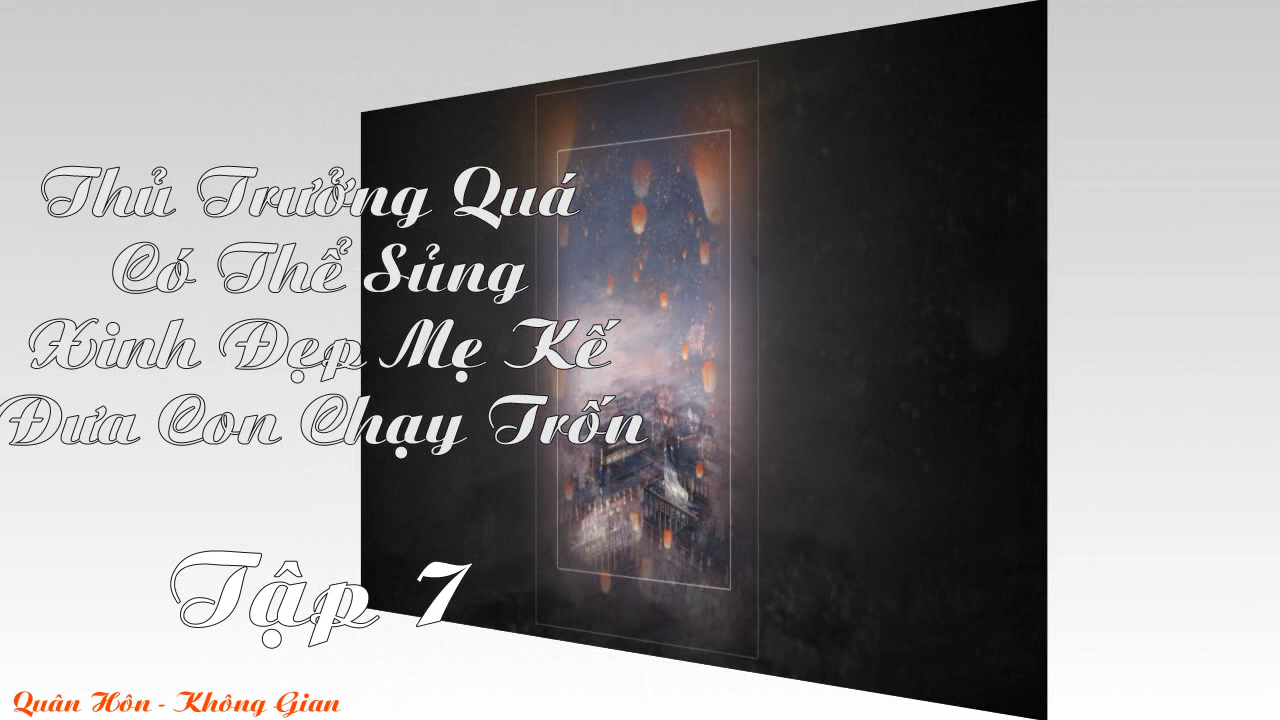 Thủ Trưởng Quá
Có Thể Sủng
Xinh Đẹp Mẹ Kế
Đưa Con Chạy Trốn
Tập 7
Quân Hôn - Không Gian